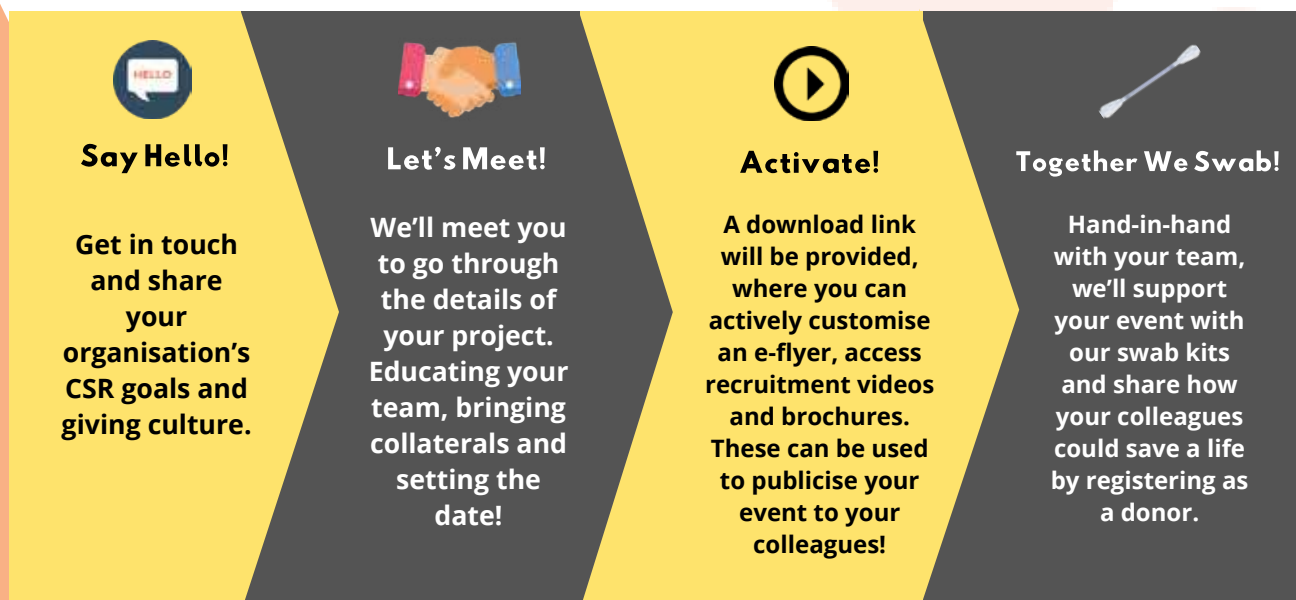 HELLO
Say Hello!
Get in touch
and share
your
organisation's
CSR goals and
giving culture.
Let's Meet!
We'll meet you
to go through
the details of
your project.
Educating your
team, bringing
collaterals and
setting the
date!
Activate!
A download link
will be provided,
where you can
actively customise
an e-flyer, access
recruitment videos
and brochures.
These can be used
to publicise your
event to your
colleagues!
Together We Swab!
Hand-in-hand
with your team,
we'll support
your event with
our swab kits
and share how
your colleagues
could save a life
by registering as
a donor.